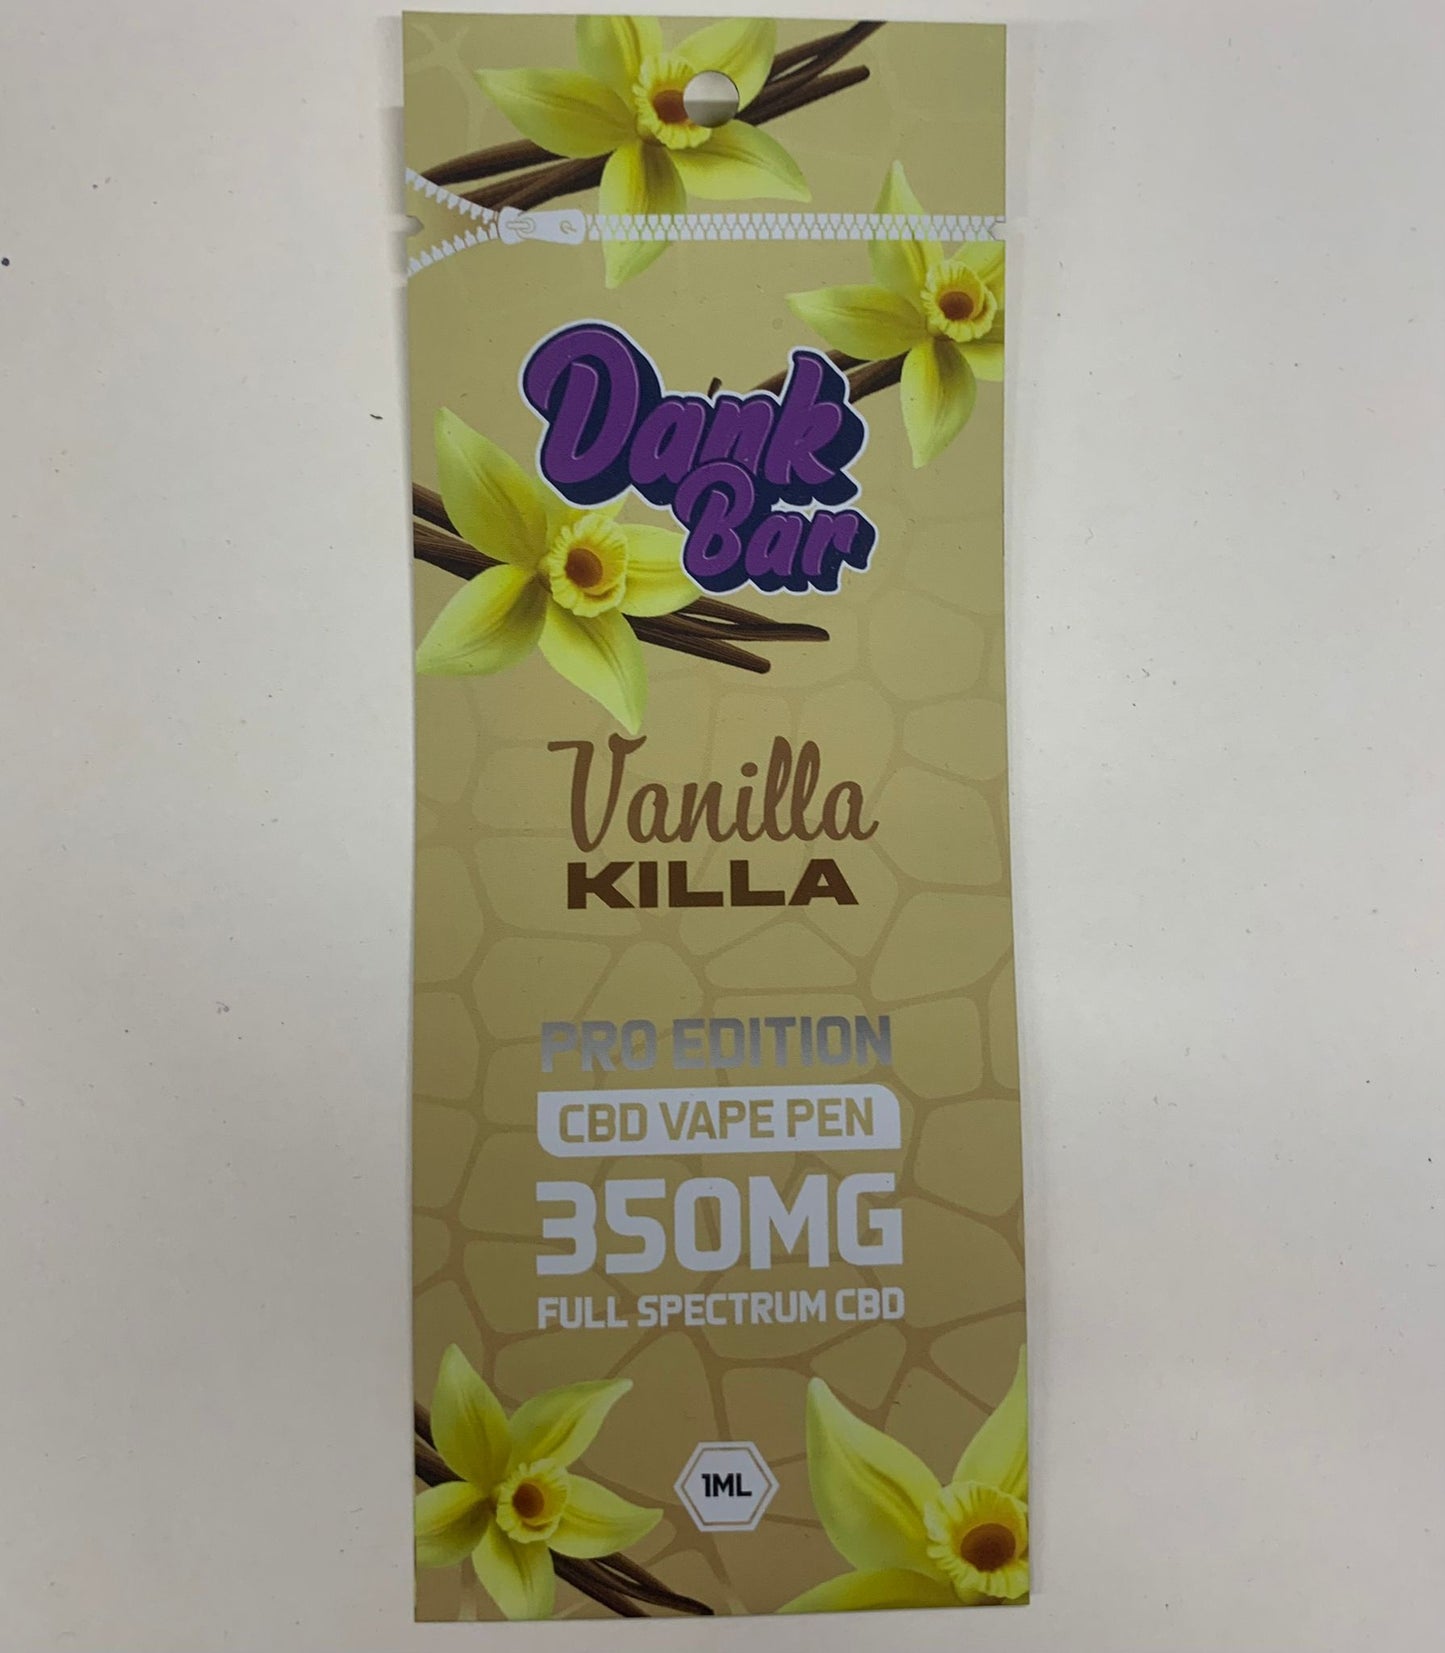 Dank
Bar
Vanilla
KILLA
PRO EDITION
CBD VAPE PEN
350MG
FULL SPECTRUM CBD
1ML